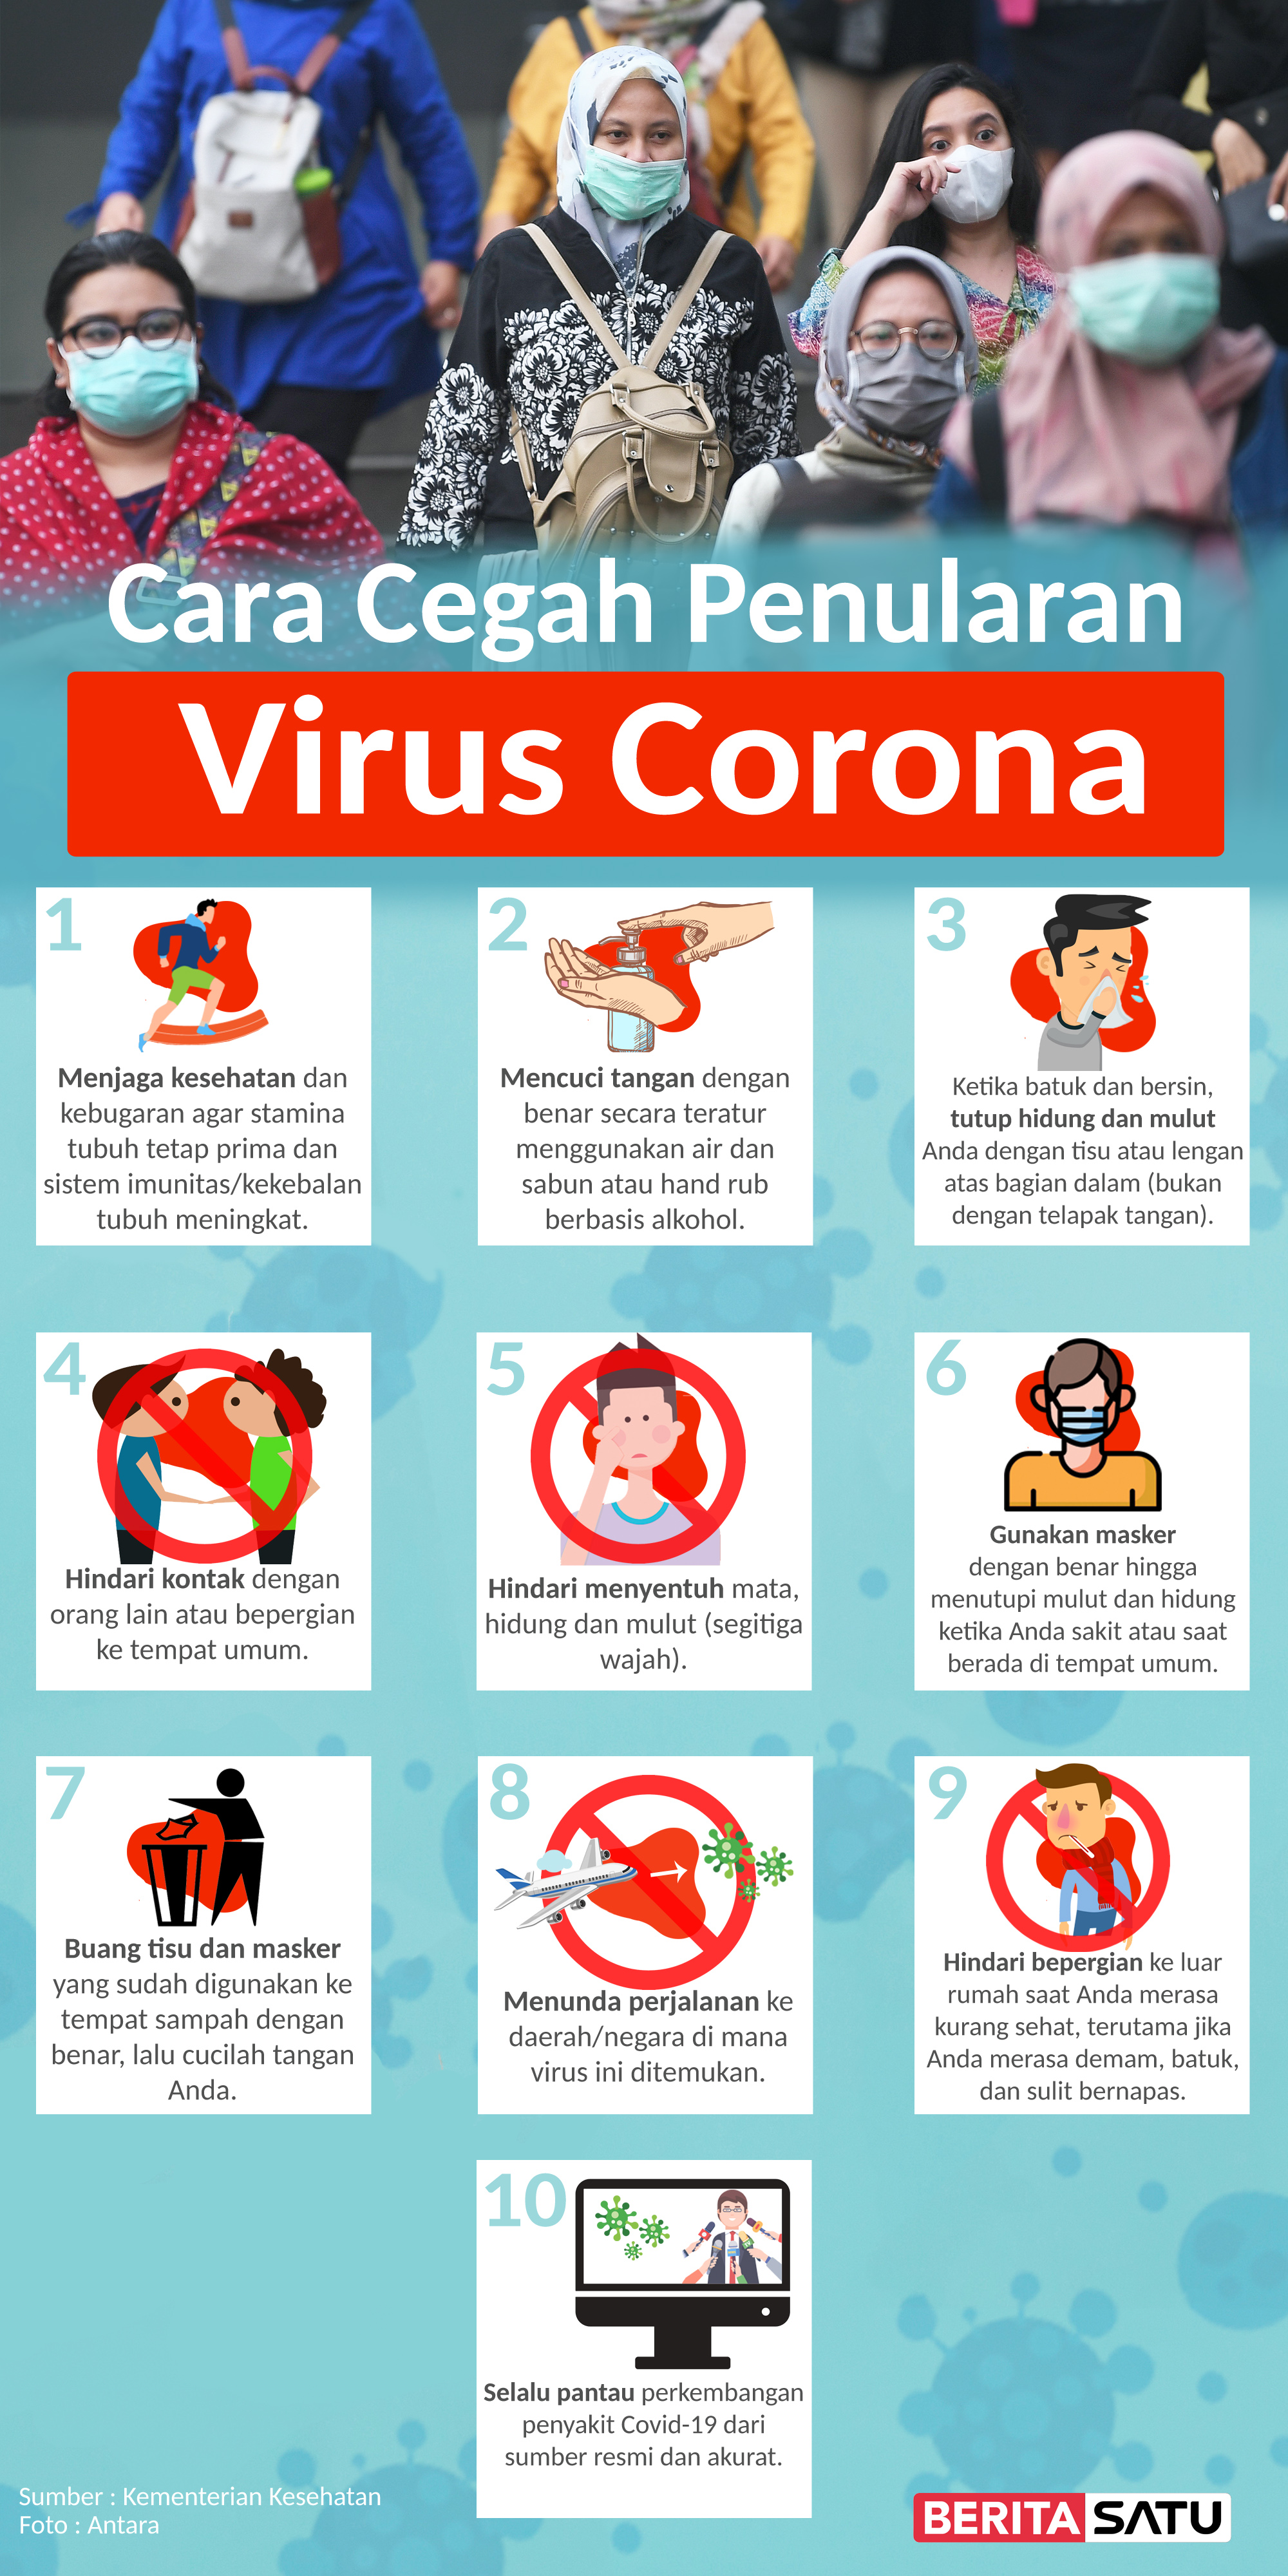 Cara Cegah Penularan
Virus Corona
1
Menjaga kesehatan dan
kebugaran agar stamina
tubuh tetap prima dan
sistem imunitas/kekebalan
tubuh meningkat.
2
Mencuci tangan dengan
benar secara teratur
menggunakan air dan
sabun atau hand rub
berbasis alkohol.
3
Ketika batuk dan bersin,
tutup hidung dan mulut
Anda dengan tisu atau lengan
atas bagian dalam (bukan
dengan telapak tangan).
4
Hindari kontak dengan
orang lain atau bepergian
ke tempat umum.
5
Hindari menyentuh mata,
hidung dan mulut (segitiga
wajah).
6
Gunakan masker
dengan benar hingga
menutupi mulut dan hidung
ketika Anda sakit atau saat
berada di tempat umum.
7
Buang tisu dan masker
yang sudah digunakan ke
tempat sampah dengan
benar, lalu cucilah tangan
Anda.
8
Menunda perjalanan ke
daerah/negara di mana
virus ini ditemukan.
9
Hindari bepergian ke luar
rumah saat Anda merasa
kurang sehat, terutama jika
Anda merasa demam, batuk,
dan sulit bernapas.
10
Selalu pantau perkembangan
penyakit Covid-19 dari
sumber resmi dan akurat.
Sumber : Kementerian Kesehatan
Foto : Antara
BERITA SATU